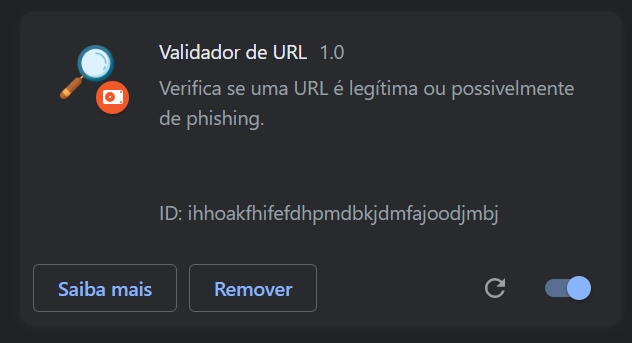 Validador de URL 1.0
Verifica se uma URL é legítima ou possivelmente
de phishing.
ID: ihhoakfhifefdhpmdbkjdmfajoodjmbj
Saiba mais Remover